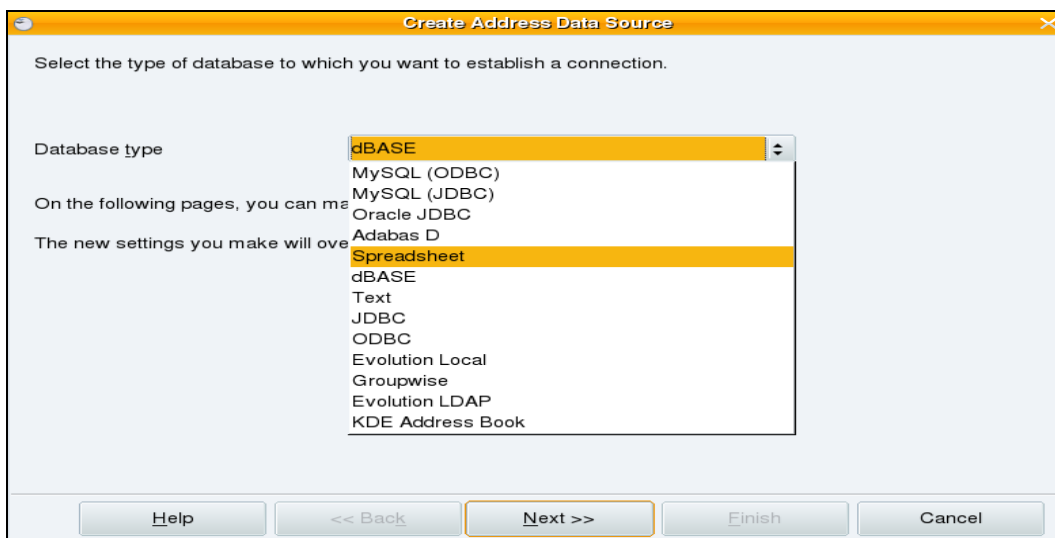 Create Address Data Source
Select the type of database to which you want to establish a connection.
Database type
dBASE
MySQL (ODBC)
MySQL (JDBC)
On the following pages, you can ma
Oracle JDBC
Adabas D
The new settings you make will ove
Spreadsheet
dBASE
Text
JDBC
ODBC
Evolution Local
Groupwise
Evolution LDAP
KDE Address Book
Help
<< Back
Next >>
Finish
Cancel